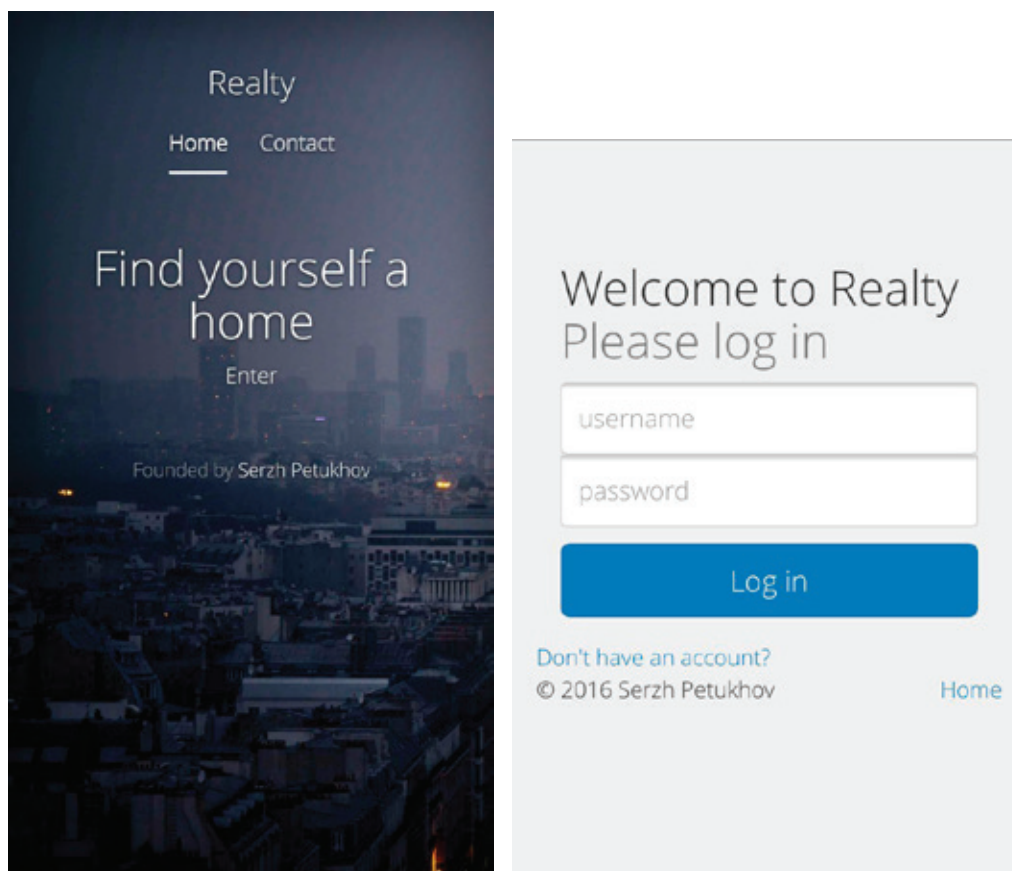 Realty
Home Contact
Find yourself a
home
Enter
Founded by Serzh Petukhov
Welcome to Realty
Please log in
username
password
Log in
Don't have an account?
© 2016 Serzh Petukhov Home